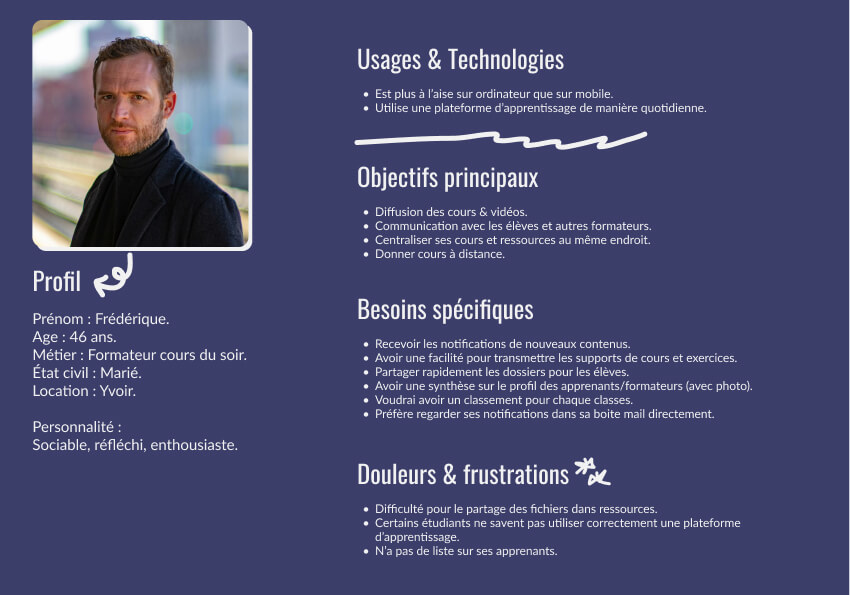 Profil
Prénom : Frédérique.
Age : 46 ans.
Métier : Formateur cours du soir.
État civil : Marié.
Location : Yvoir.
Personnalité :
Sociable, réfléchi, enthousiaste.
Usages & Technologies
• Est plus à l'aise sur ordinateur que sur mobile.
• Utilise une plateforme d'apprentissage de manière quotidienne.
Objectifs principaux
• Diffusion des cours & vidéos.
• Communication avec les élèves et autres formateurs.
• Centraliser ses cours et ressources au même endroit.
• Donner cours à distance.
Besoins spécifiques
• Recevoir les notifications de nouveaux contenus.
• Avoir une facilité pour transmettre les supports de cours et exercices.
• Partager rapidement les dossiers pour les élèves.
• Avoir une synthèse sur le profil des apprenants/formateurs (avec photo).
• Voudrai avoir un classement pour chaque classes.
• Préfère regarder ses notifications dans sa boite mail directement.
Douleurs & frustrations
• Difficulté pour le partage des fichiers dans ressources.
• Certains étudiants ne savent pas utiliser correctement une plateforme
d'apprentissage.
• N'a pas de liste sur ses apprenants.